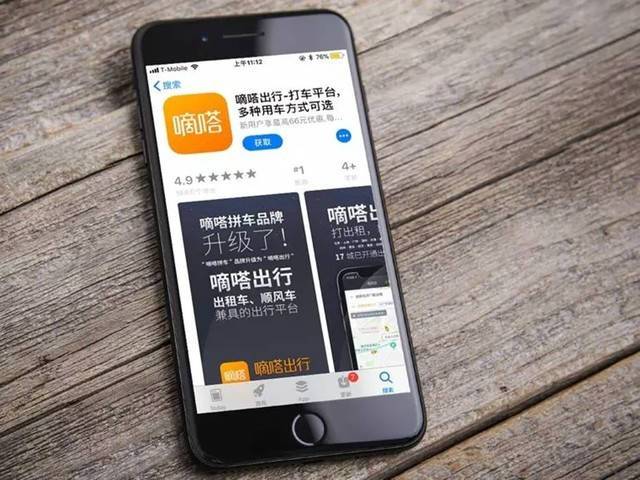 T-Mobile
上午11:12
76%
搜索
嘀嗒
嘀嗒出行-打车平台,
多种用车方式可选
新用户享最高66元优惠,每...
获取
4.9
#1
4+
嘀嗒拼车品牌
升级了！
"嘀嗒拼车"品牌升级为"嘀嗒出行"
嘀嗒出行
出租车、顺风车
兼具的出行平台
嘀嗒
嘀嗒出行
嘀嗒出
打出租，
17 城已开通出
Today
游戏
App
更新
7
搜索